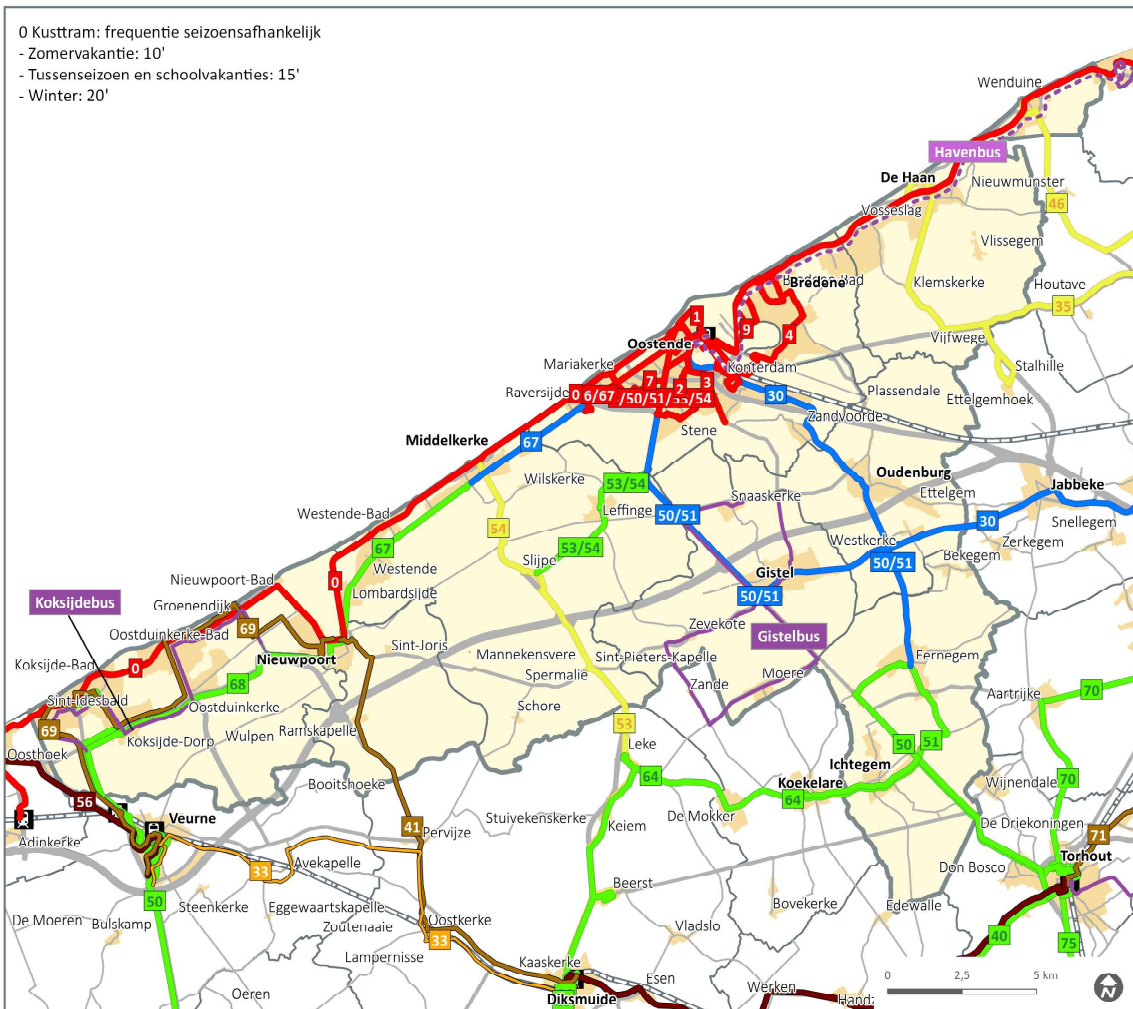 0 Kusttram: frequentie seizoensafhankelijk
- Zomervakantie: 10'
- Tussenseizoen en schoolvakanties: 15'
- Winter: 20'
Wenduine
Havenbus
De Haan
Nieuwmunster
46
Vosseslag
Vlissegem
Bredene
Klemskerke
Houtave
35
1
9
4
Oostende
Vijfwege
Mariakerke
Konterdam
Stalhille
7
2
3
Raversijde
0
6/67
/50/51/53/54
30
Plassendale
Ettelgemhoek
Zandvoorde
Stene
Middelkerke
67
Oudenburg
Wilskerke
53/54
Ettelgem
Jabbeke
Snaaskerke
Leffinge
50/51
Westende-Bad
54
30
Snellegem
Westkerke
Zerkegem
67
53/54
Bekegem
Slijpe
50/51
Westende
Gistel
Nieuwpoort-Bad
0
Lombardsijde
50/51
Koksijdebus
Groenendijk
69
Zevekote
Gistelbus
Oostduinkerke-Bad
Sint-Joris
Mannekensvere
Sint-Pieters-Kapelle
Nieuwpoort
Eernegem
Koksijde-Bad
0
Spermalie
Moere
68
Zande
Aartrijke
70
Sint-Idesbald
Oostduinkerke
Schore
69
Koksijde-Dorp
Wulpen
Ramskapelle
53
Leke
50
51
Oosthoek
Ichtegem
64
Koekelare
Wijnendale
70
Booitshoeke
64
56
Veurne
De Mokker
Stuivekenskerke
41
Keiem
De Driekoningen
71
Adinkerke
Pervijze
Torhout
Avekapelle
33
Don Bosco
Beerst
50
Steenkerke
Eggewaartskapelle
Bovekerke
Edewalle
De Moeren
Bulskamp
Zoutenaaie
Oostkerke
Vladslo
33
40
75
Lampernisse
Kaaskerke
0
2,5
5 km
Esen
Oeren
Diksmuide
Werken
N